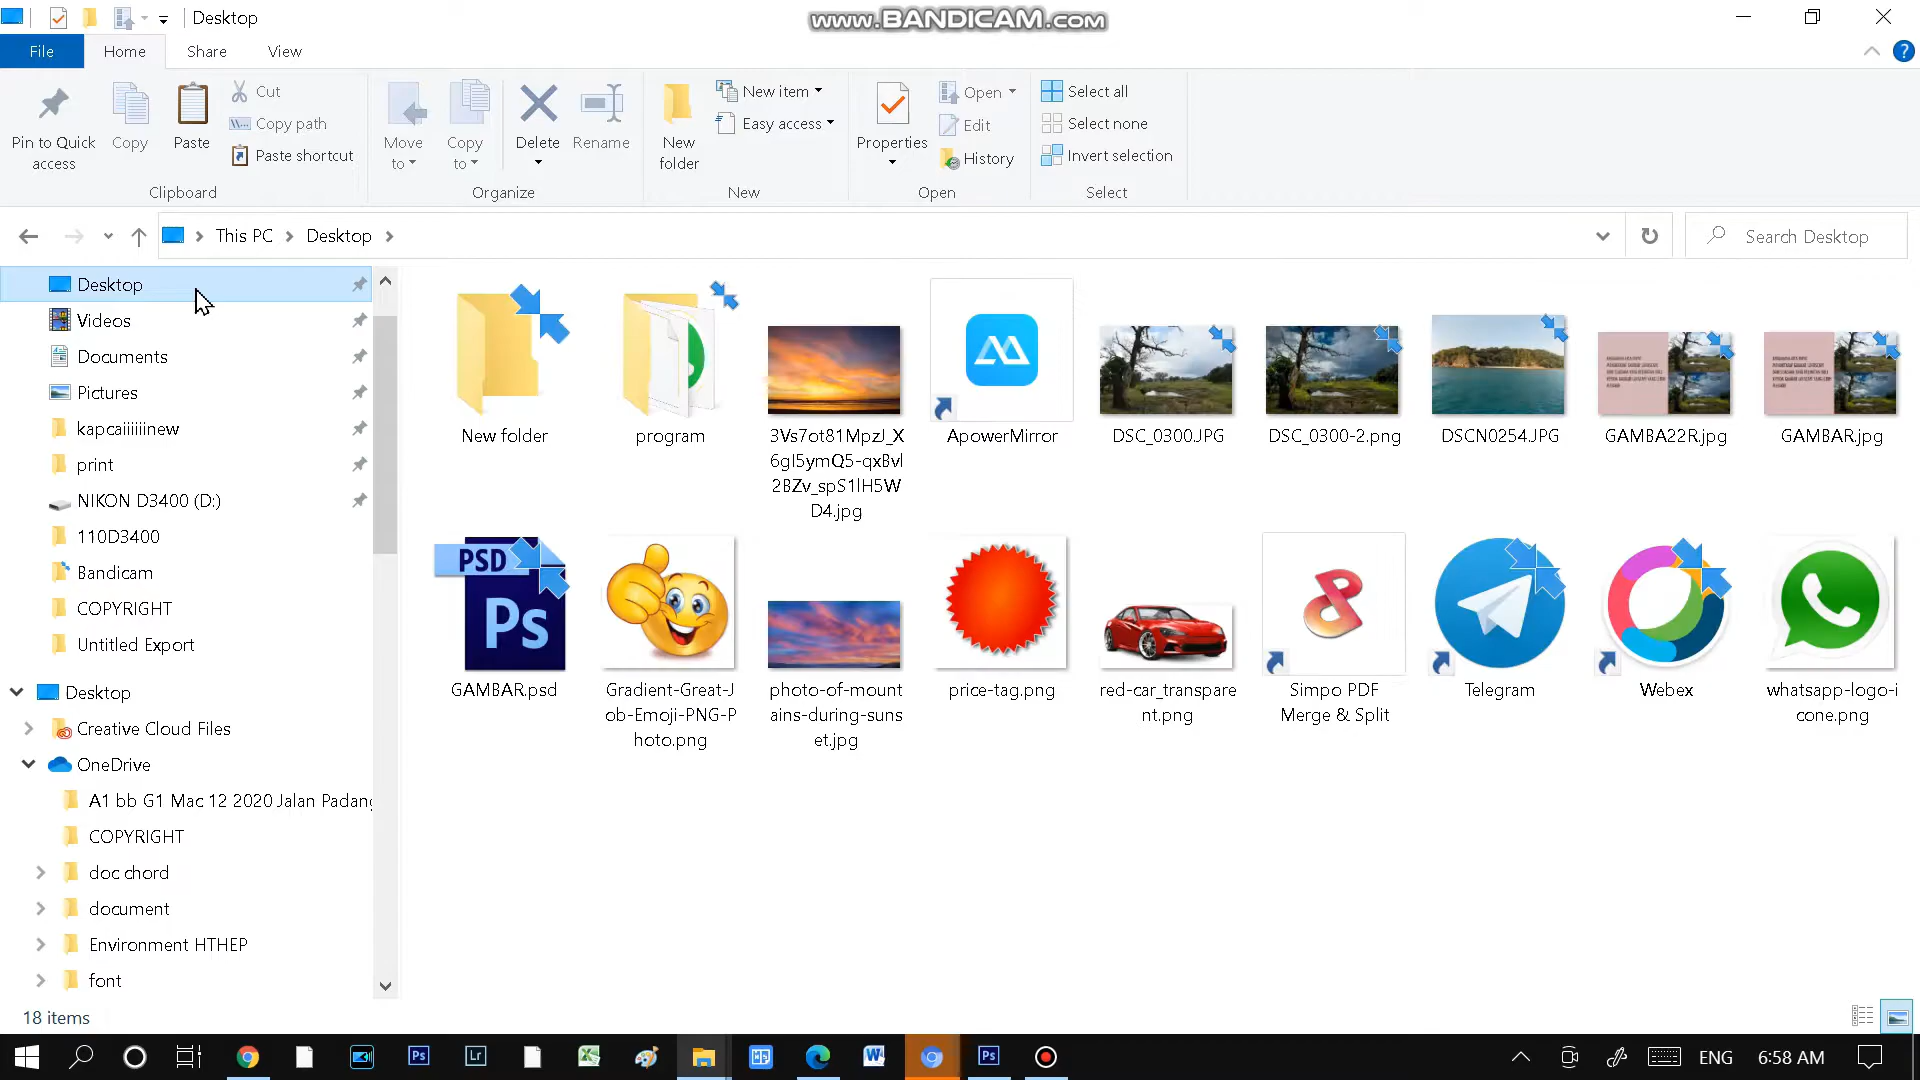 Desktop
www.BANDICAM.com
File
Home
Share
View
Pin to Quick
access
Copy
Paste
Cut
Copy path
Paste shortcut
Move
to
Copy
to
Delete
Rename
New
folder
New item
Easy access
Properties
Open
Edit
History
Select all
Select none
Invert selection
Clipboard
Organize
New
Open
Select
This PC
Desktop
Search Desktop
Desktop
Videos
Documents
Pictures
kapcaiiiiiinew
print
NIKON D3400 (D:)
110D3400
Bandicam
COPYRIGHT
Untitled Export
Desktop
Creative Cloud Files
OneDrive
A1 bb G1 Mac 12 2020 Jalan Padang
COPYRIGHT
doc chord
document
Environment HTHEP
font
New folder
program
3Vs7ot81MpzJ_X
6gI5ymQ5-qxBvl
2BZv_spS1lH5W
D4.jpg
ApowerMirror
DSC_0300.JPG
DSC_0300-2.png
DSCN0254.JPG
GAMBA22R.jpg
GAMBAR.jpg
PSD
Ps
GAMBAR.psd
Gradient-Great-J
ob-Emoji-PNG-P
hoto.png
photo-of-mount
ains-during-suns
et.jpg
price-tag.png
red-car_transpare
nt.png
Simpo PDF
Merge & Split
Telegram
Webex
whatsapp-logo-i
cone.png
18 items
Ps
Lr
Ps
ENG
6:58 AM